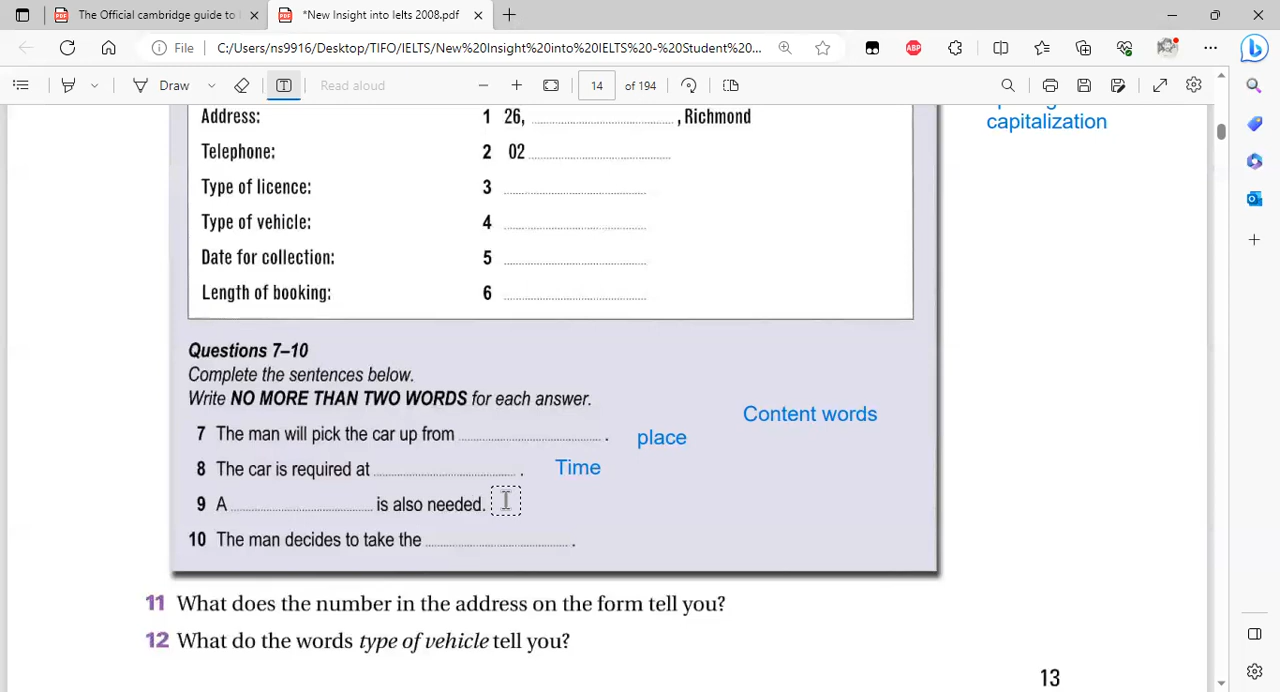 The Official cambridge guide to I
*New Insight into Ielts 2008.pdf
File
C:/Users/ns9916/Desktop/TIFO/IELTS/New%20Insight%20into%20IELTS%20-%20Student%20...
ABP
Draw
Read aloud
14
of 194
Address: 1 26, ........ , Richmond
capitalization
Telephone: 2 02 ........
Type of licence: 3 ........
Type of vehicle: 4 ........
Date for collection: 5 ........
Length of booking: 6 ........
Questions 7–10
Complete the sentences below.
Write NO MORE THAN TWO WORDS for each answer.
Content words
7 The man will pick the car up from ........ .
place
8 The car is required at ........ .
Time
9 A ........ is also needed.
10 The man decides to take the ........ .
11 What does the number in the address on the form tell you?
12 What do the words type of vehicle tell you?
13